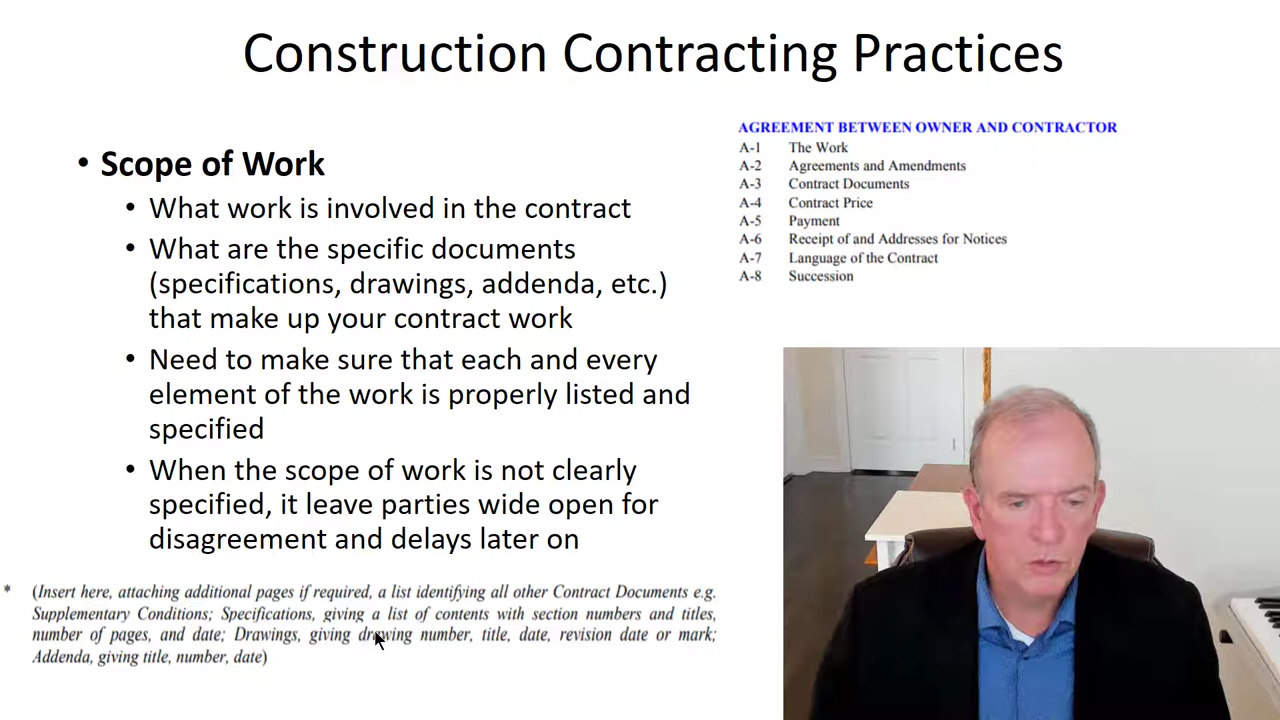 Construction Contracting Practices
• Scope of Work
• What work is involved in the contract
• What are the specific documents
(specifications, drawings, addenda, etc.)
that make up your contract work
• Need to make sure that each and every
element of the work is properly listed and
specified
• When the scope of work is not clearly
specified, it leave parties wide open for
disagreement and delays later on
* (Insert here, attaching additional pages if required, a list identifying all other Contract Documents e.g.
Supplementary Conditions; Specifications, giving a list of contents with section numbers and titles,
number of pages, and date; Drawings, giving drawing number, title, date, revision date or mark;
Addenda, giving title, number, date)
AGREEMENT BETWEEN OWNER AND CONTRACTOR
A-1 The Work
A-2 Agreements and Amendments
A-3 Contract Documents
A-4 Contract Price
A-5 Payment
A-6 Receipt of and Addresses for Notices
A-7 Language of the Contract
A-8 Succession